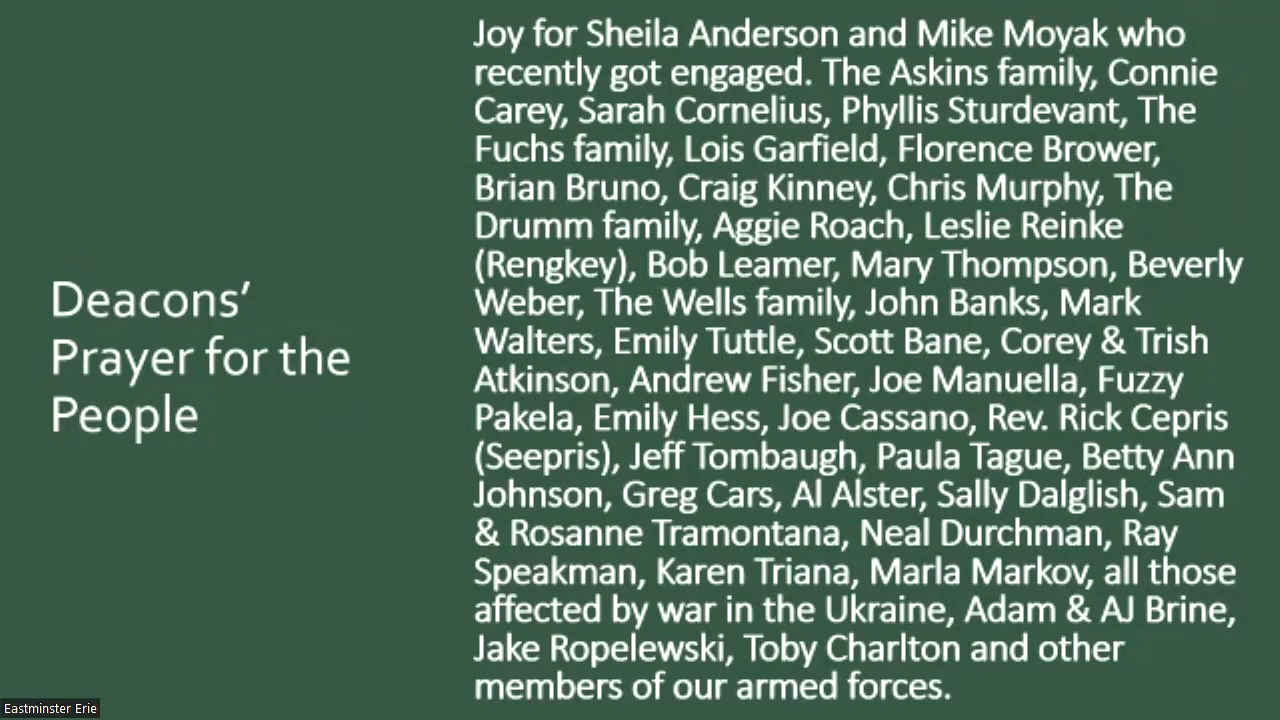 Deacons’
Prayer for the
People
Joy for Sheila Anderson and Mike Moyak who
recently got engaged. The Askins family, Connie
Carey, Sarah Cornelius, Phyllis Sturdevant, The
Fuchs family, Lois Garfield, Florence Brower,
Brian Bruno, Craig Kinney, Chris Murphy, The
Drumm family, Aggie Roach, Leslie Reinke
(Rengkey), Bob Leamer, Mary Thompson, Beverly
Weber, The Wells family, John Banks, Mark
Walters, Emily Tuttle, Scott Bane, Corey & Trish
Atkinson, Andrew Fisher, Joe Manuella, Fuzzy
Pakela, Emily Hess, Joe Cassano, Rev. Rick Cepris
(Seepris), Jeff Tombaugh, Paula Tague, Betty Ann
Johnson, Greg Cars, Al Alster, Sally Dalglish, Sam
& Rosanne Tramontana, Neal Durchman, Ray
Speakman, Karen Triana, Marla Markov, all those
affected by war in the Ukraine, Adam & AJ Brine,
Jake Ropelewski, Toby Charlton and other
members of our armed forces.
Eastminster Erie